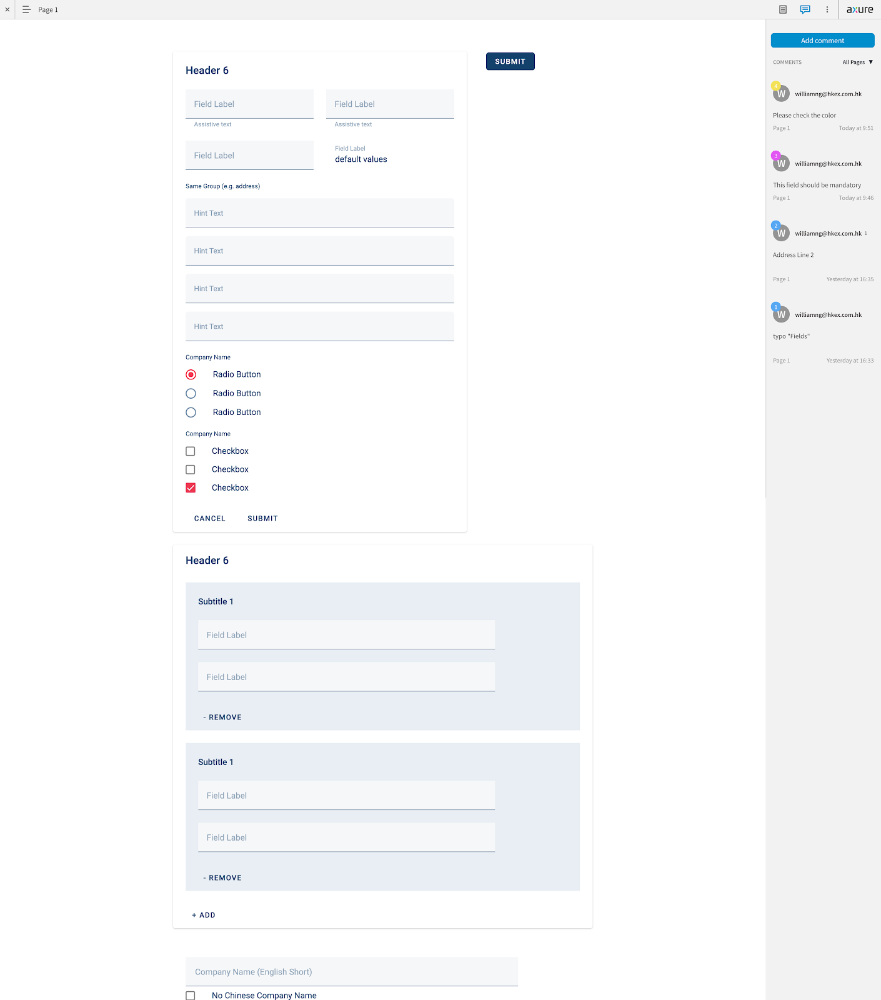 Page 1
axure
Header 6
SUBMIT
Field Label
Field Label
Assistive text
Assistive text
Field Label
Field Label
default values
Same Group (e.g. address)
Hint Text
Hint Text
Hint Text
Hint Text
Company Name
Radio Button
Radio Button
Radio Button
Company Name
Checkbox
Checkbox
Checkbox
CANCEL
SUBMIT
Header 6
Subtitle 1
Field Label
Field Label
- REMOVE
Subtitle 1
Field Label
Field Label
- REMOVE
+ ADD
Company Name (English Short)
No Chinese Company Name
Add comment
COMMENTS
All Pages ▼
4
W
williamng@hkex.com.hk
Please check the color
Page 1
Today at 9:51
3
W
williamng@hkex.com.hk
This field should be mandatory
Page 1
Today at 9:46
2
W
williamng@hkex.com.hk 1
Address Line 2
Page 1
Yesterday at 16:35
1
W
williamng@hkex.com.hk
typo "Fields"
Page 1
Yesterday at 16:33